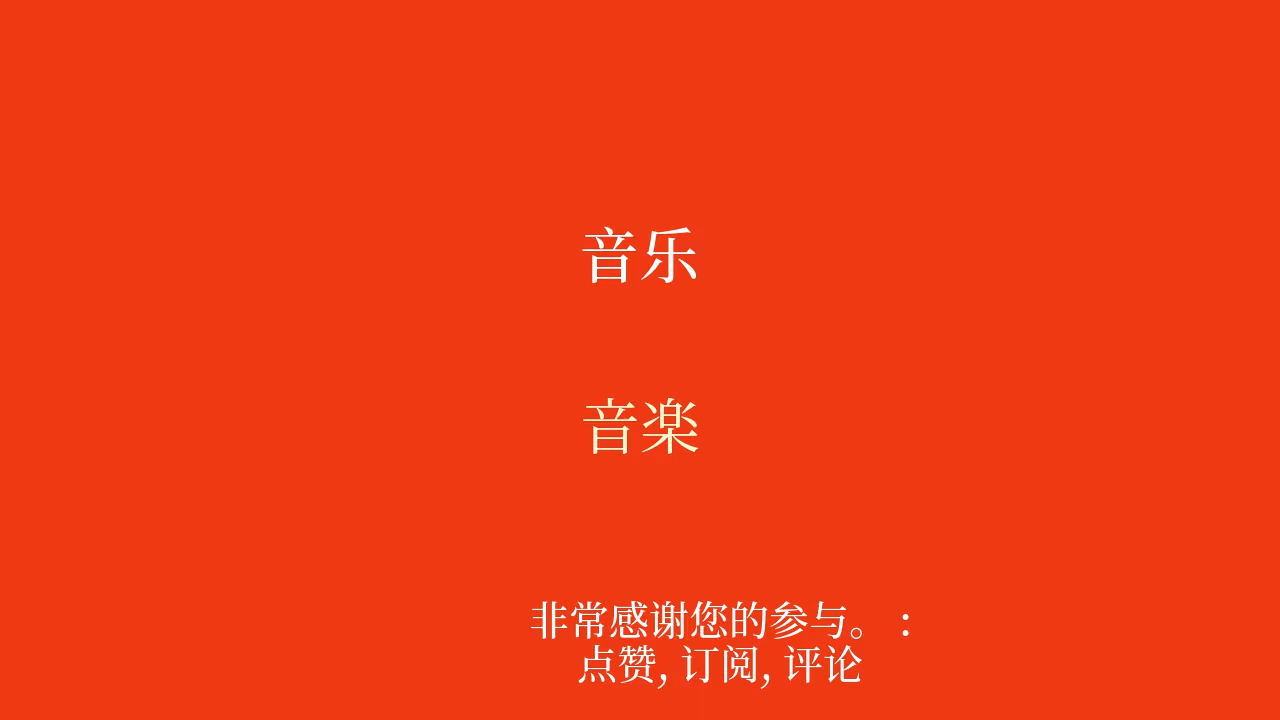 音乐
音楽
非常感谢您的参与。 :
点赞, 订阅, 评论